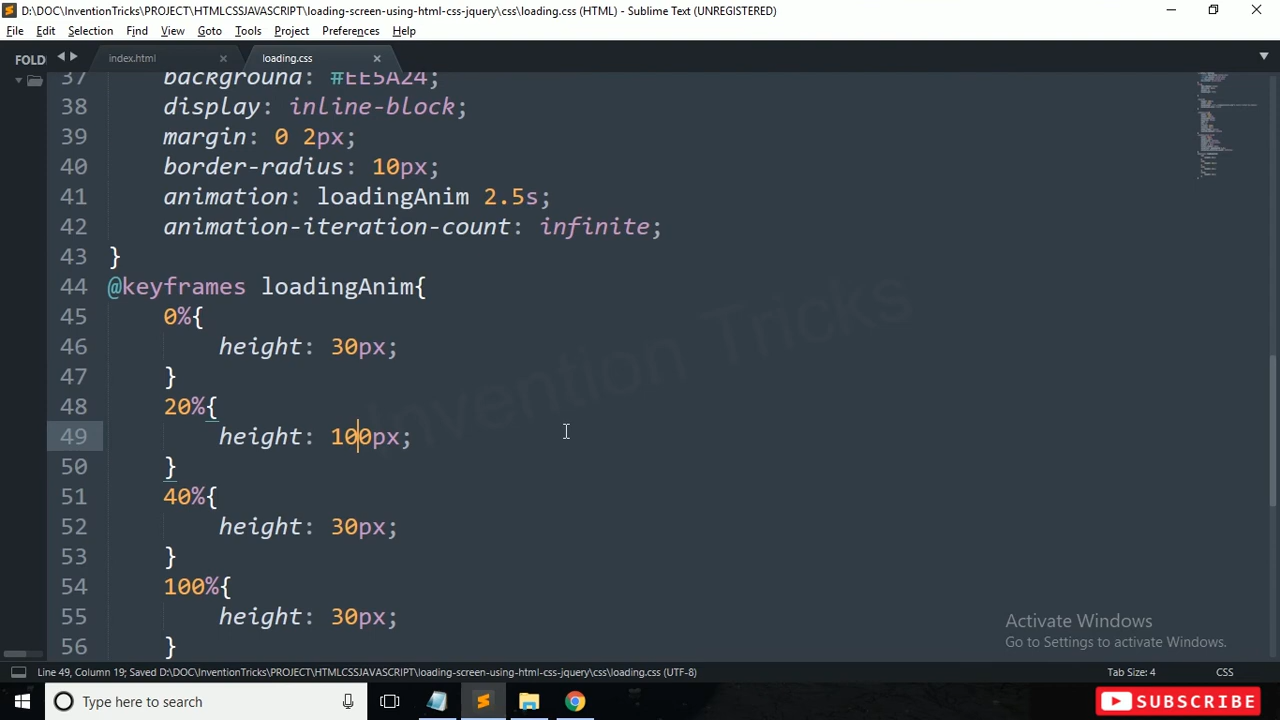 D:\DOC\InventionTricks\PROJECT\HTMLCSSJAVASCRIPT\loading-screen-using-html-css-jquery\css\loading.css (HTML) - Sublime Text (UNREGISTERED)
File Edit Selection Find View Goto Tools Project Preferences Help
FOLD index.html loading.css
37 background: #EE5A24;
38 display: inline-block;
39 margin: 0 2px;
40 border-radius: 10px;
41 animation: loadingAnim 2.5s;
42 animation-iteration-count: infinite;
43 }
44 @keyframes loadingAnim{
45 0%{
46 height: 30px;
47 }
48 20%{
49 height: 100px;
50 }
51 40%{
52 height: 30px;
53 }
54 100%{
55 height: 30px;
56 }
Invention Tricks
Activate Windows
Go to Settings to activate Windows.
Line 49, Column 19; Saved D:\DOC\InventionTricks\PROJECT\HTMLCSSJAVASCRIPT\loading-screen-using-html-css-jquery\css\loading.css (UTF-8) Tab Size: 4 CSS
Type here to search
SUBSCRIBE